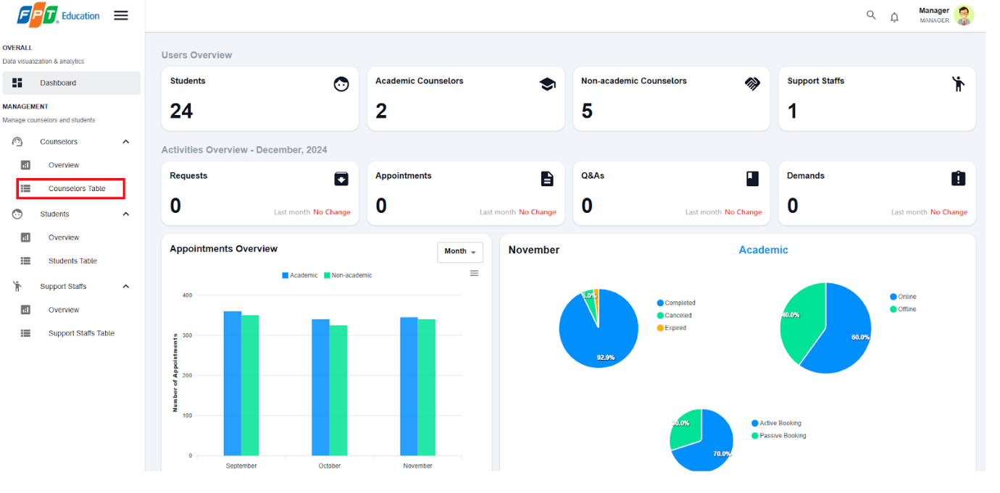 FPT Education
Manager
MANAGER
OVERALL
Data visualization & analytics
Dashboard
MANAGEMENT
Manage counselors and students
Counselors
Overview
Counselors Table
Students
Overview
Students Table
Support Staffs
Overview
Support Staffs Table
Users Overview
Students
24
Academic Counselors
2
Non-academic Counselors
5
Support Staffs
1
Activities Overview - December, 2024
Requests
0
Last month No Change
Appointments
0
Last month No Change
Q&As
0
Last month No Change
Demands
0
Last month No Change
Appointments Overview
Month
Academic Non-academic
Number of Appointments
400
300
200
100
0
September October November
November
Academic
5.0%
92.9%
Completed
Canceled
Expired
40.0%
60.0%
Online
Offline
70.0%
Active Booking
Passive Booking